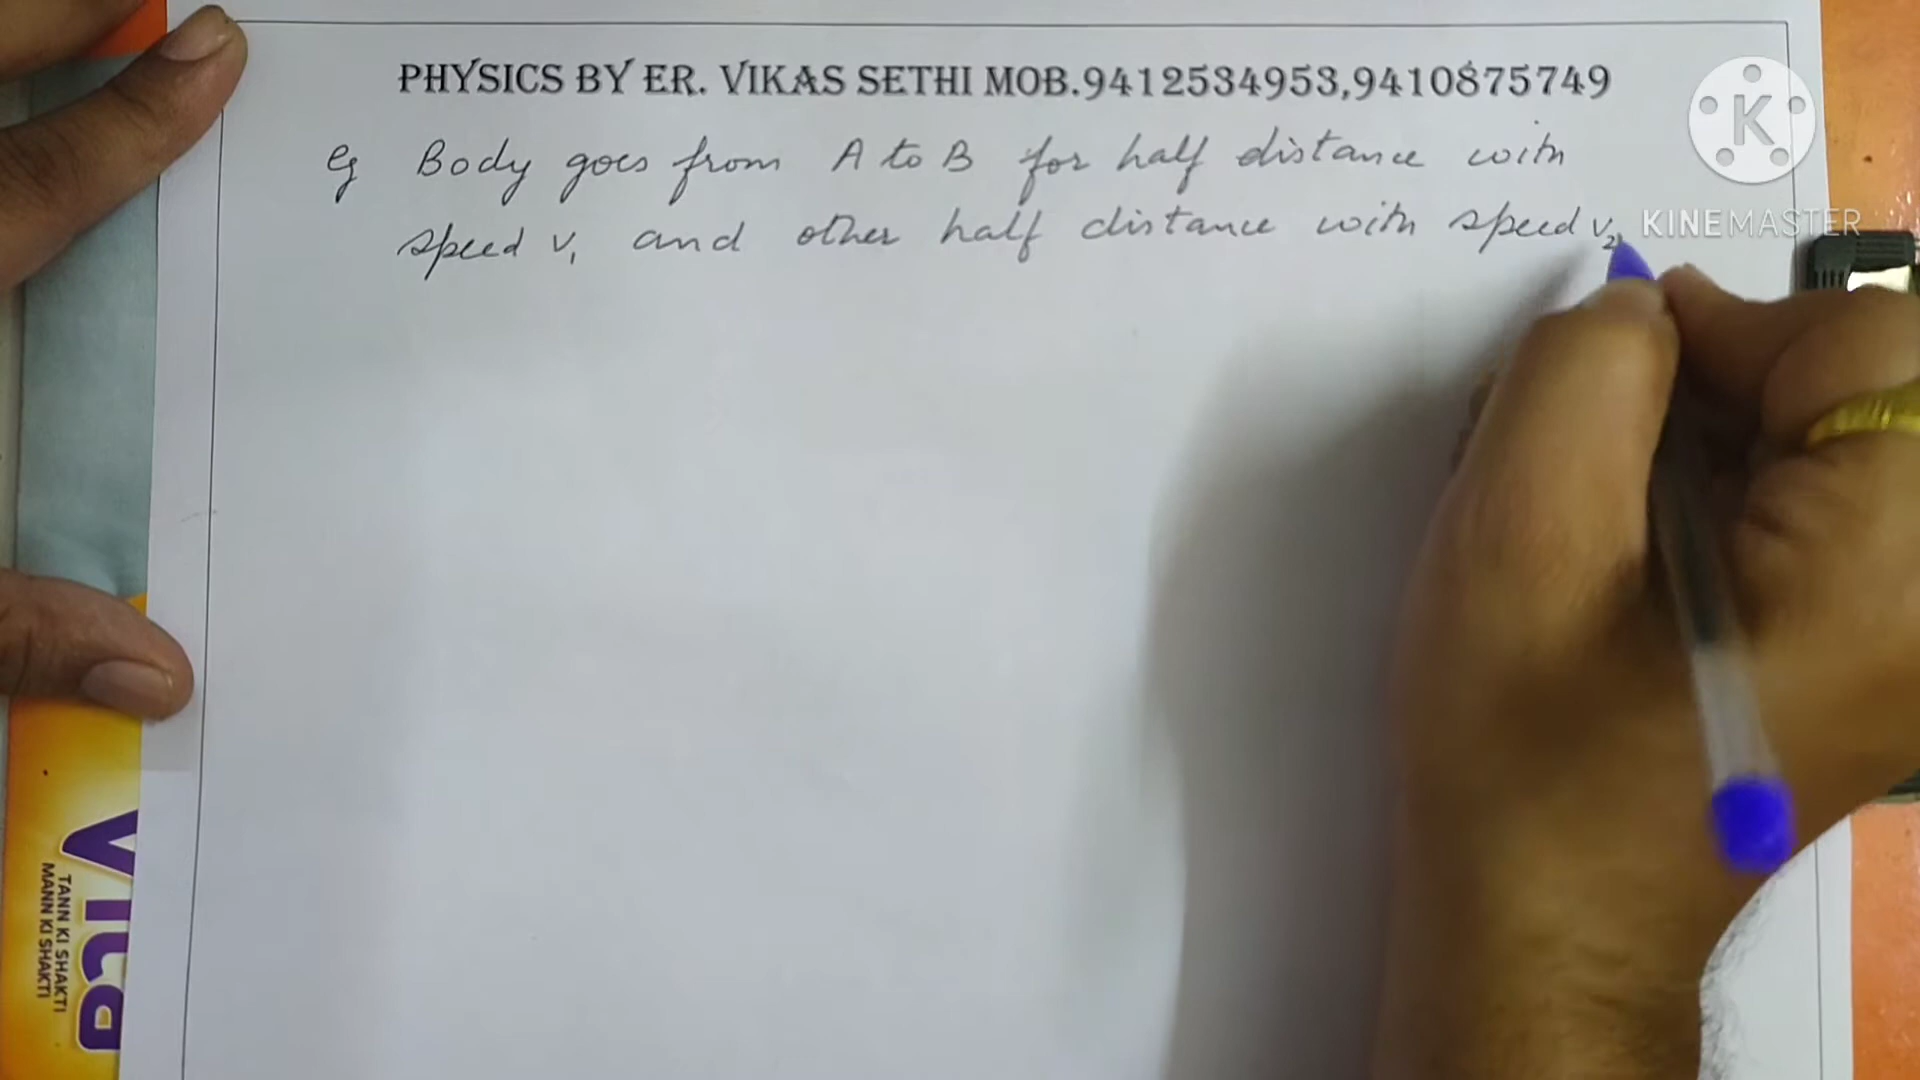 PHYSICS BY ER. VIKAS SETHI MOB.9412534953,9410875749
eg Body goes from A to B for half distance with
speed v₁ and other half distance with speed v₂,
K
KINEMASTER
Vita
TANN KI SHAKTI
MANN KI SHAKTI